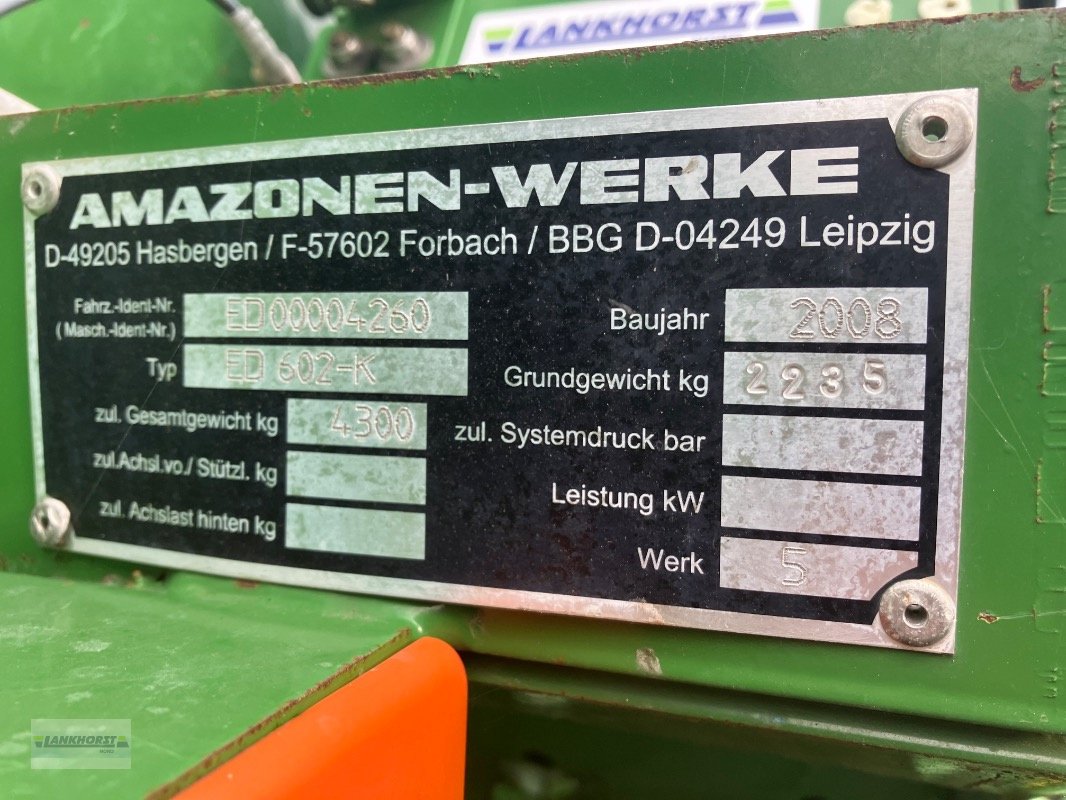 LANKHORST
AMAZONEN-WERKE
D-49205 Hasbergen / F-57602 Forbach / BBG D-04249 Leipzig
Fahrz.-Ident-Nr.
(Masch.-Ident-Nr.) ED00004260
Typ ED 602-K
zul. Gesamtgewicht kg 4300
zul.Achsl.vo./ Stützl. kg
zul. Achslast hinten kg
Baujahr 2008
Grundgewicht kg 2235
zul. Systemdruck bar
Leistung kW
Werk 5
LANKHORST